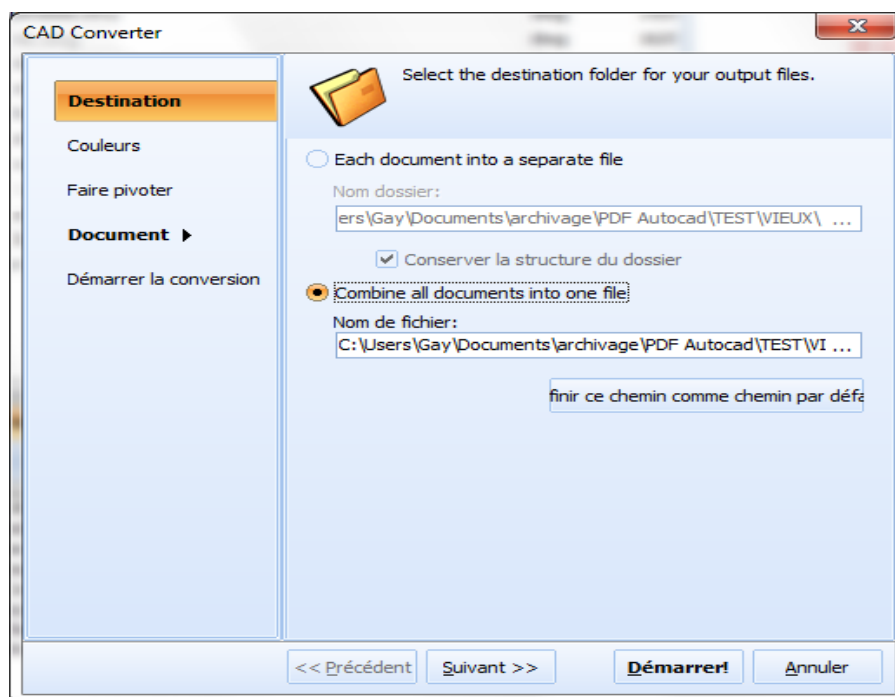 CAD Converter
Select the destination folder for your output files.
Destination
Couleurs
Faire pivoter
Document
Démarrer la conversion
Each document into a separate file
Nom dossier:
ers\Gay\Documents\archivage\PDF Autocad\TEST\VIEUX\ ...
Conserver la structure du dossier
Combine all documents into one file
Nom de fichier:
C:\Users\Gay\Documents\archivage\PDF Autocad\TEST\VI ...
finir ce chemin comme chemin par défa
<< Précédent
Suivant >>
Démarrer!
Annuler